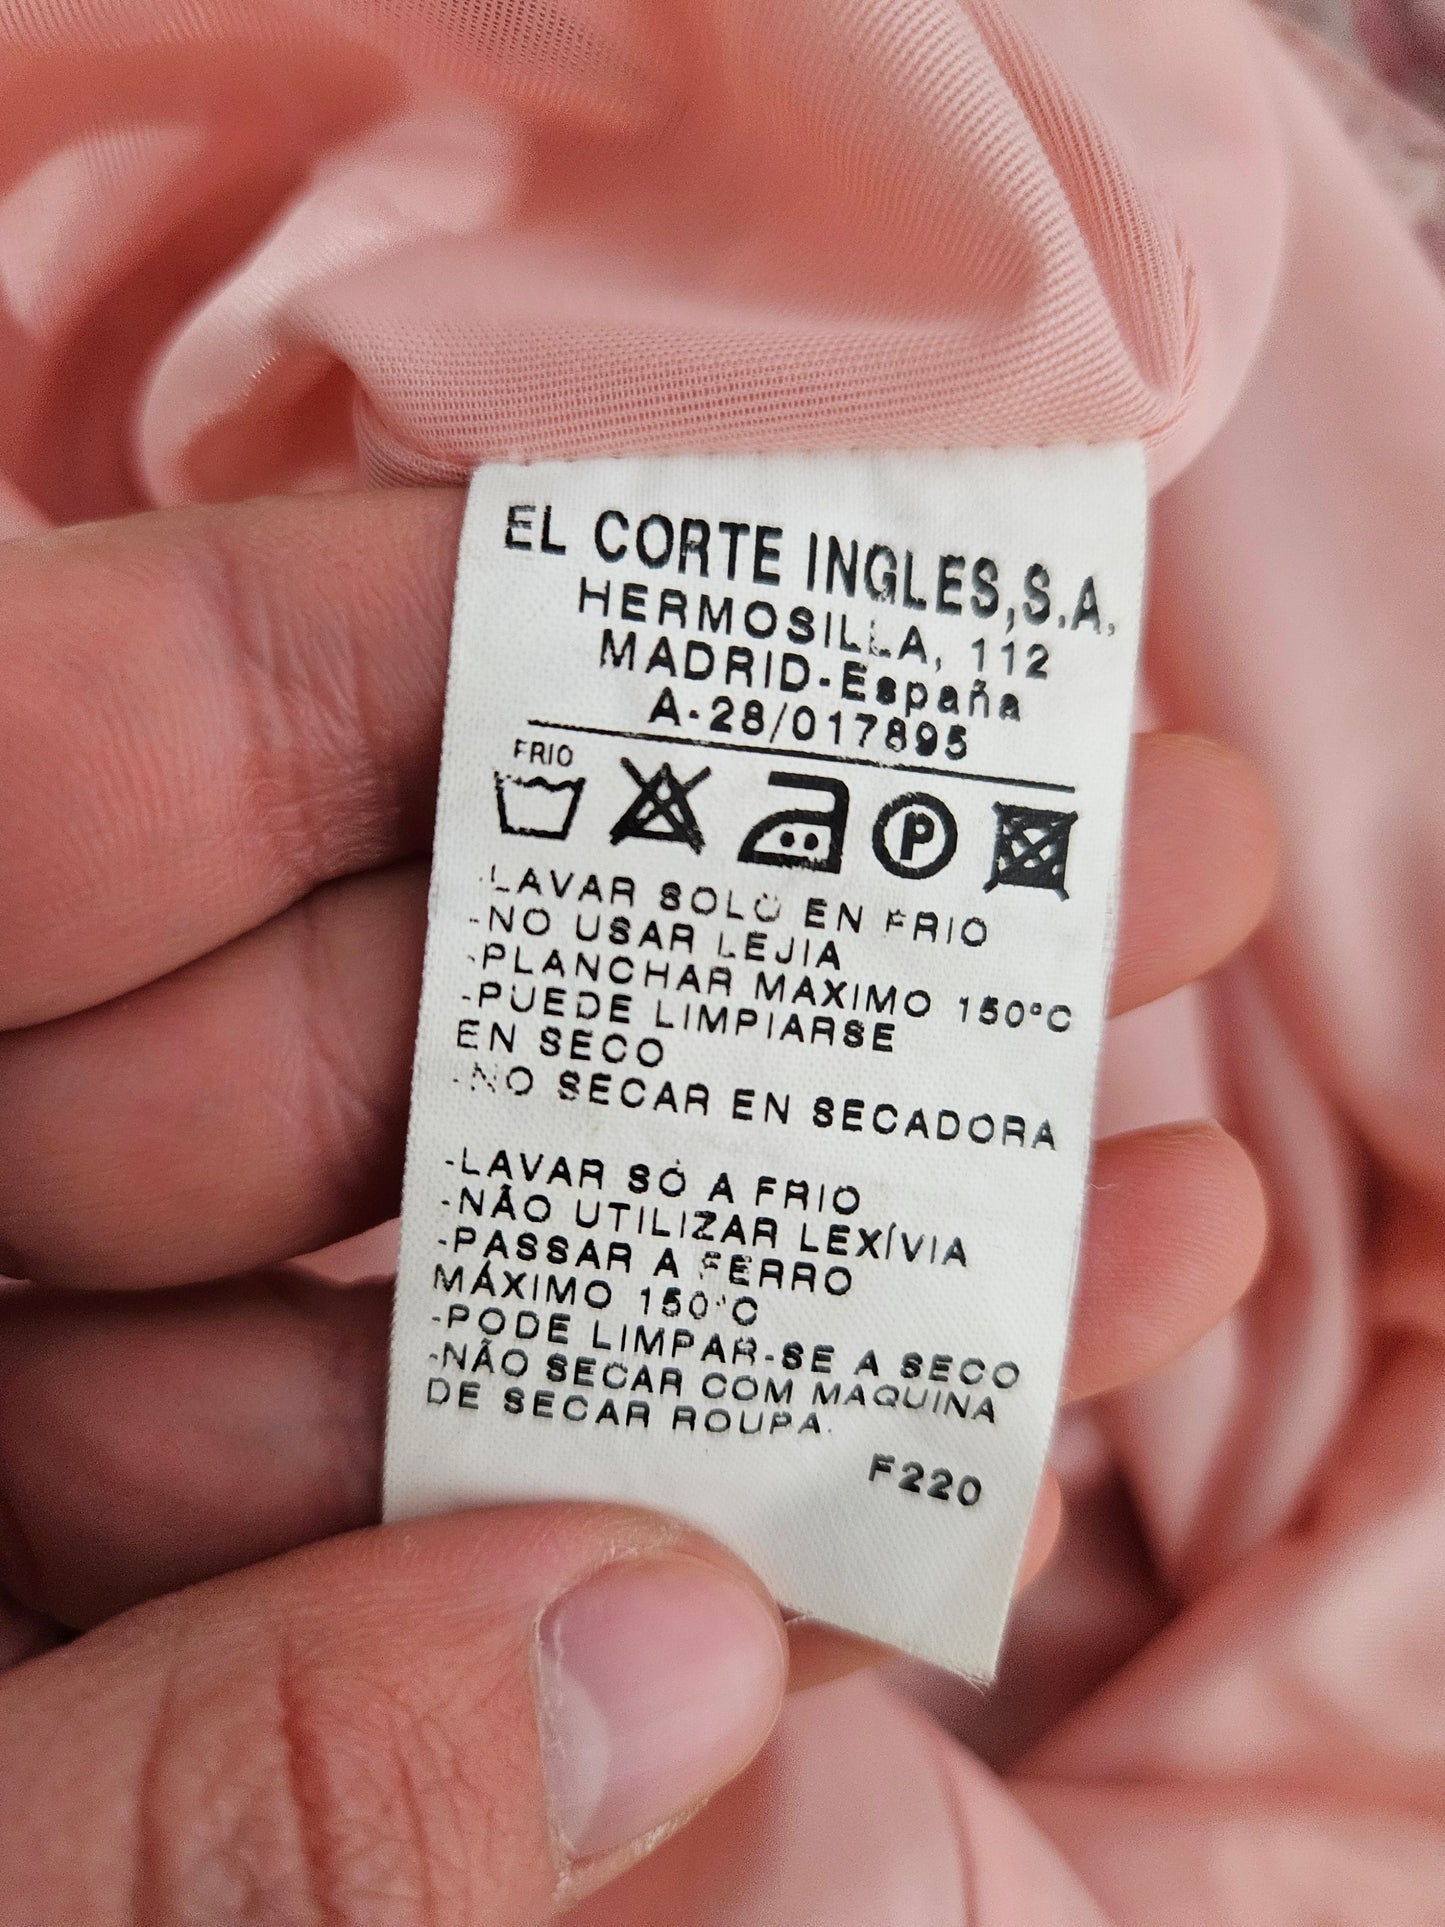 EL CORTE INGLES,S.A.
HERMOSILLA, 112
MADRID-España
A-28/017895
FRIO
P
-LAVAR SOLO EN FRIO
-NO USAR LEJIA
-PLANCHAR MAXIMO 150°C
-PUEDE LIMPIARSE
EN SECO
-NO SECAR EN SECADORA
-LAVAR SÓ A FRIO
-NÃO UTILIZAR LEXÍVIA
-PASSAR A FERRO
MÁXIMO 150°C
-PODE LIMPAR-SE A SECO
-NÃO SECAR COM MAQUINA
DE SECAR ROUPA.
F220